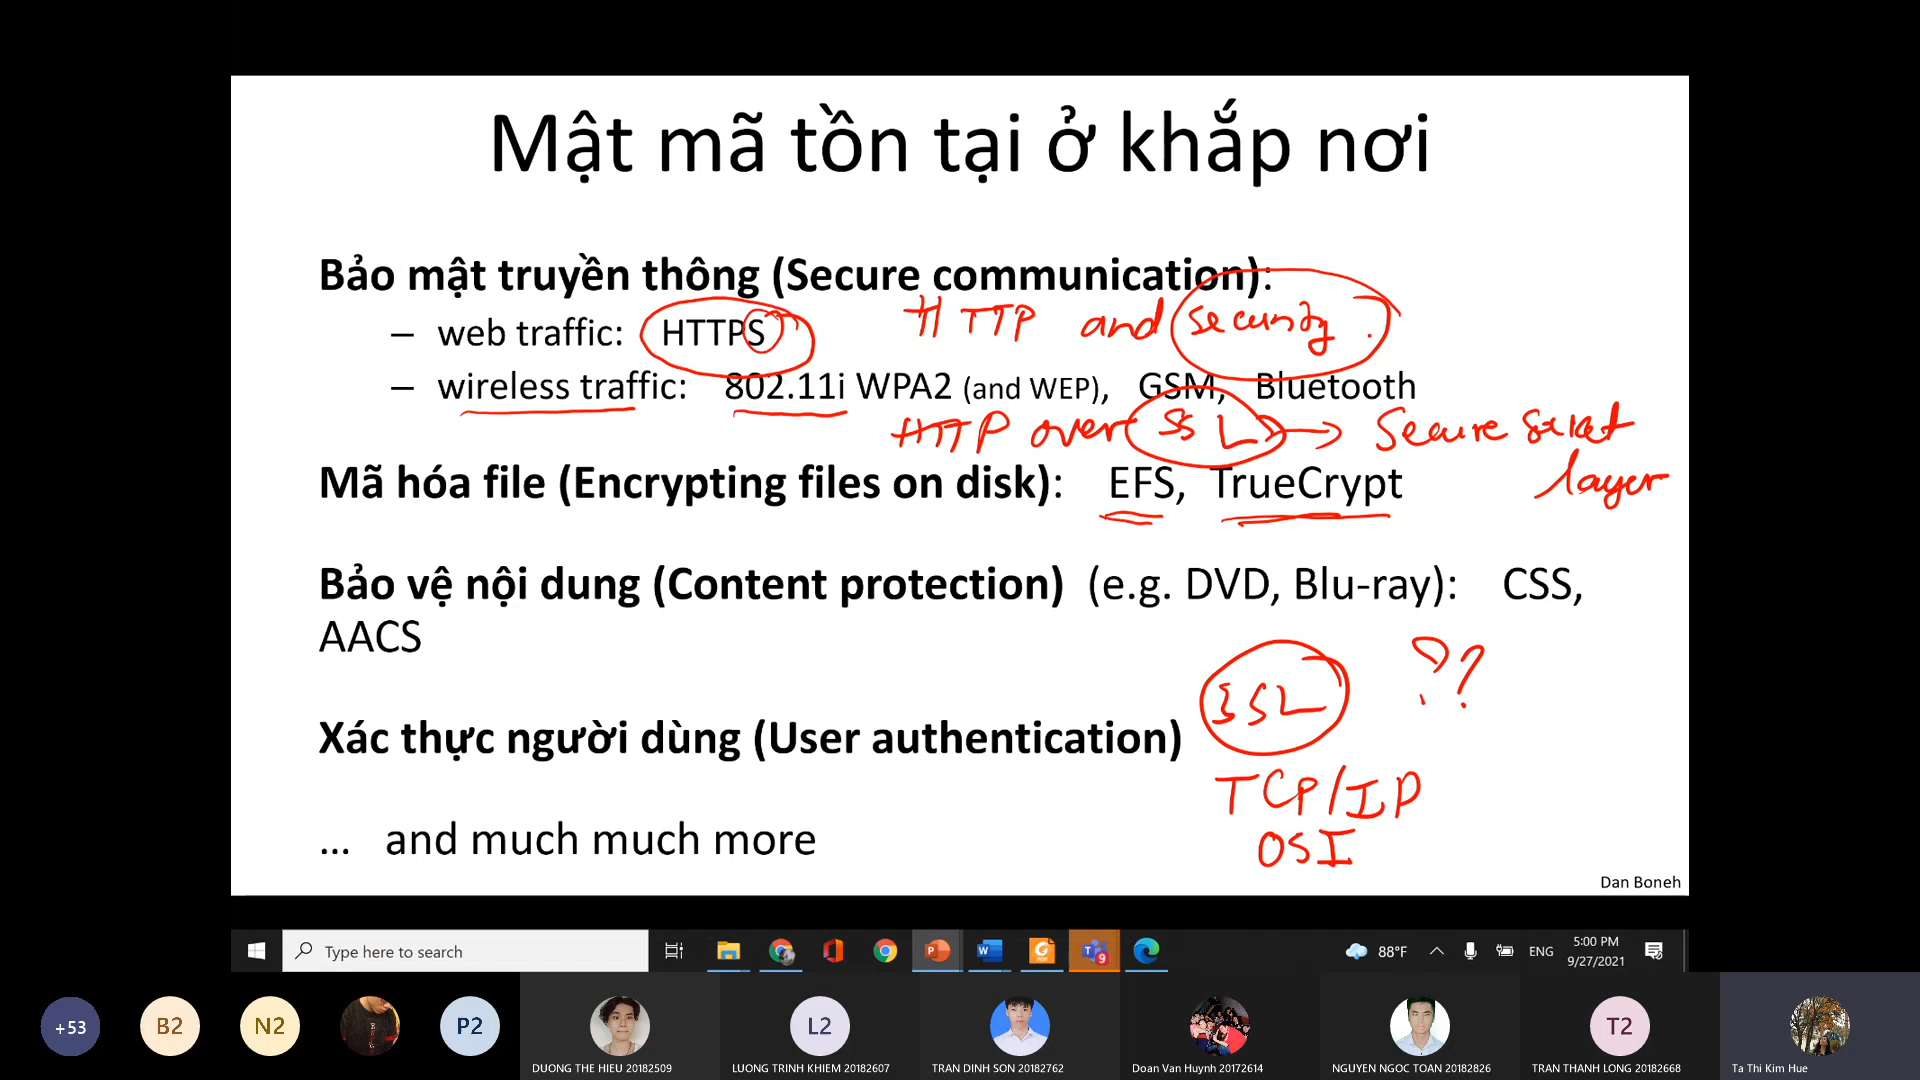 Mật mã tồn tại ở khắp nơi
Bảo mật truyền thông (Secure communication):
– web traffic: HTTPS
HTTP and security.
– wireless traffic: 802.11i WPA2 (and WEP), GSM, Bluetooth
HTTP over SSL → Secure
layer
Mã hóa file (Encrypting files on disk): EFS, TrueCrypt
Bảo vệ nội dung (Content protection) (e.g. DVD, Blu-ray): CSS,
AACS
SSL ??
Xác thực người dùng (User authentication)
TCP/IP
OSI
... and much much more
Dan Boneh
Type here to search
9
88°F
ENG
5:00 PM
9/27/2021
+53
B2
N2
P2
L2
T2
DUONG THE HIEU 20182509
LUONG TRINH KHIEM 20182607
TRAN DINH SON 20182762
Doan Van Huynh 20172614
NGUYEN NGOC TOAN 20182826
TRAN THANH LONG 20182668
Ta Thi Kim Hue